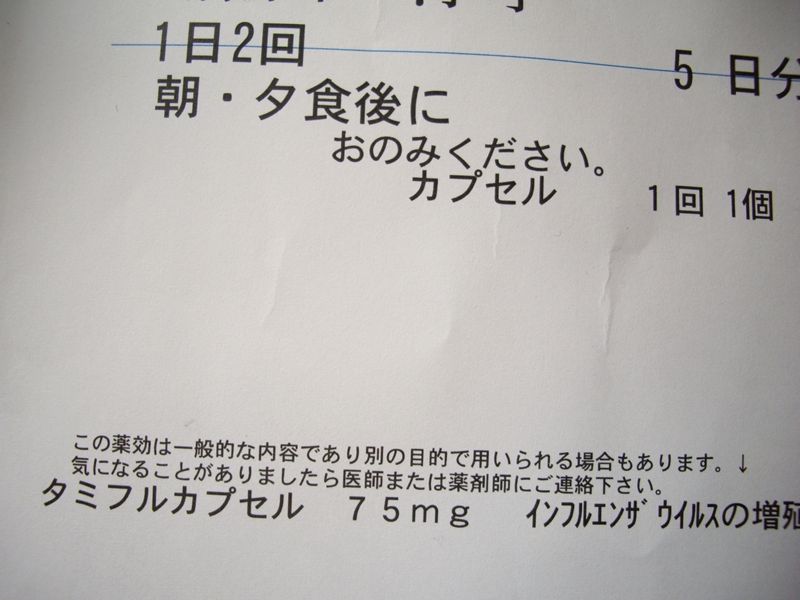 1日2回 5 日分
朝・夕食後に
おのみください。
カプセル 1回 1個
この薬効は一般的な内容であり別の目的で用いられる場合もあります。↓
気になることがありましたら医師または薬剤師にご連絡下さい。
タミフルカプセル 75mg インフルエンザウイルスの増殖